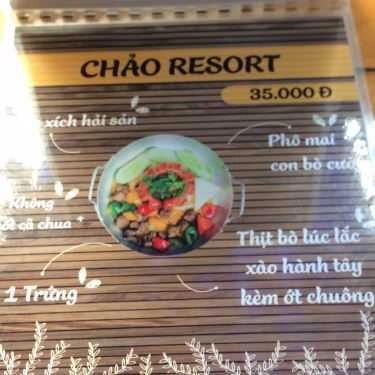 CHẢO RESORT
35.000 Đ
xích hải sản
Phô mai
con bò cười
Không
cà chua
Thịt bò lúc lắc
xào hành tây
kèm ớt chuông
1 Trứng